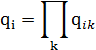 qᵢ = ∏ₖ qᵢₖ